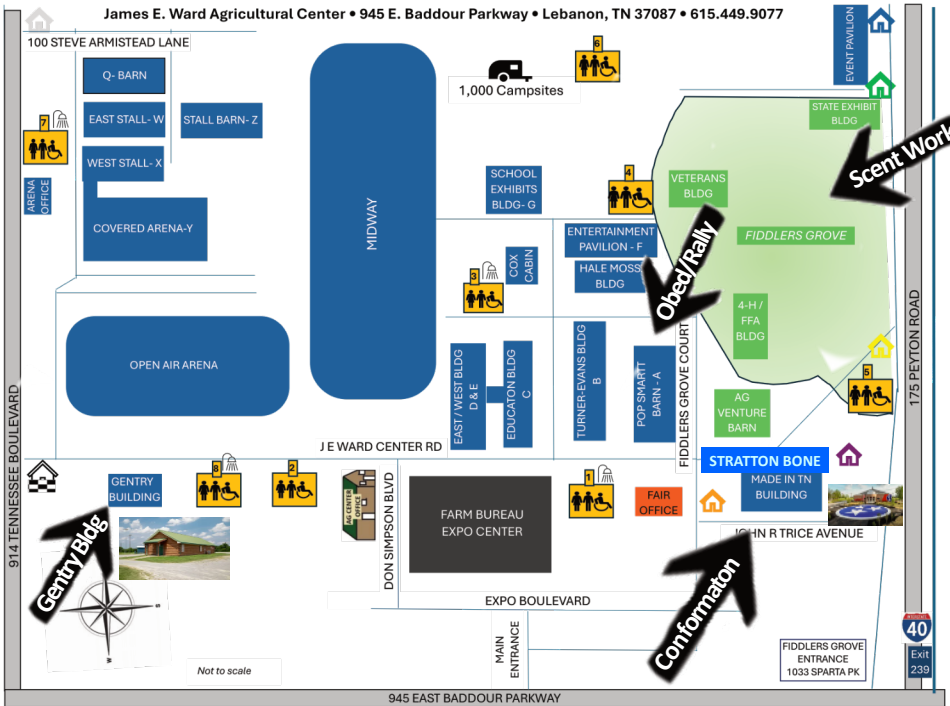 James E. Ward Agricultural Center • 945 E. Baddour Parkway • Lebanon, TN 37087 • 615.449.9077
100 STEVE ARMISTEAD LANE
Q- BARN
EAST STALL- W
STALL BARN- Z
WEST STALL- X
COVERED ARENA-Y
7
ARENA
OFFICE
OPEN AIR ARENA
MIDWAY
1,000 Campsites
6
EVENT PAVILION
STATE EXHIBIT
BLDG
Scent Work
SCHOOL
EXHIBITS
BLDG- G
4
VETERANS
BLDG
FIDDLERS GROVE
ENTERTAINMENT
PAVILION - F
HALE MOSS
BLDG
COX
CABIN
3
Obed/Rally
4-H /
FFA
BLDG
EAST / WEST BLDG
D & E
EDUCATON BLDG
C
TURNER-EVANS BLDG
B
POP SMARTT
BARN - A
FIDDLERS GROVE COURT
AG
VENTURE
BARN
5
175 PEYTON ROAD
914 TENNESSEE BOULEVARD
J E WARD CENTER RD
GENTRY
BUILDING
8
2
AG CENTER
OFFICE
DON SIMPSON BLVD
FARM BUREAU
EXPO CENTER
1
FAIR
OFFICE
STRATTON BONE
MADE IN TN
BUILDING
JOHN R TRICE AVENUE
Gentry Bldg
Conformaton
EXPO BOULEVARD
MAIN
ENTRANCE
S
W
Not to scale
FIDDLERS GROVE
ENTRANCE
1033 SPARTA PK
40
Exit
239
945 EAST BADDOUR PARKWAY